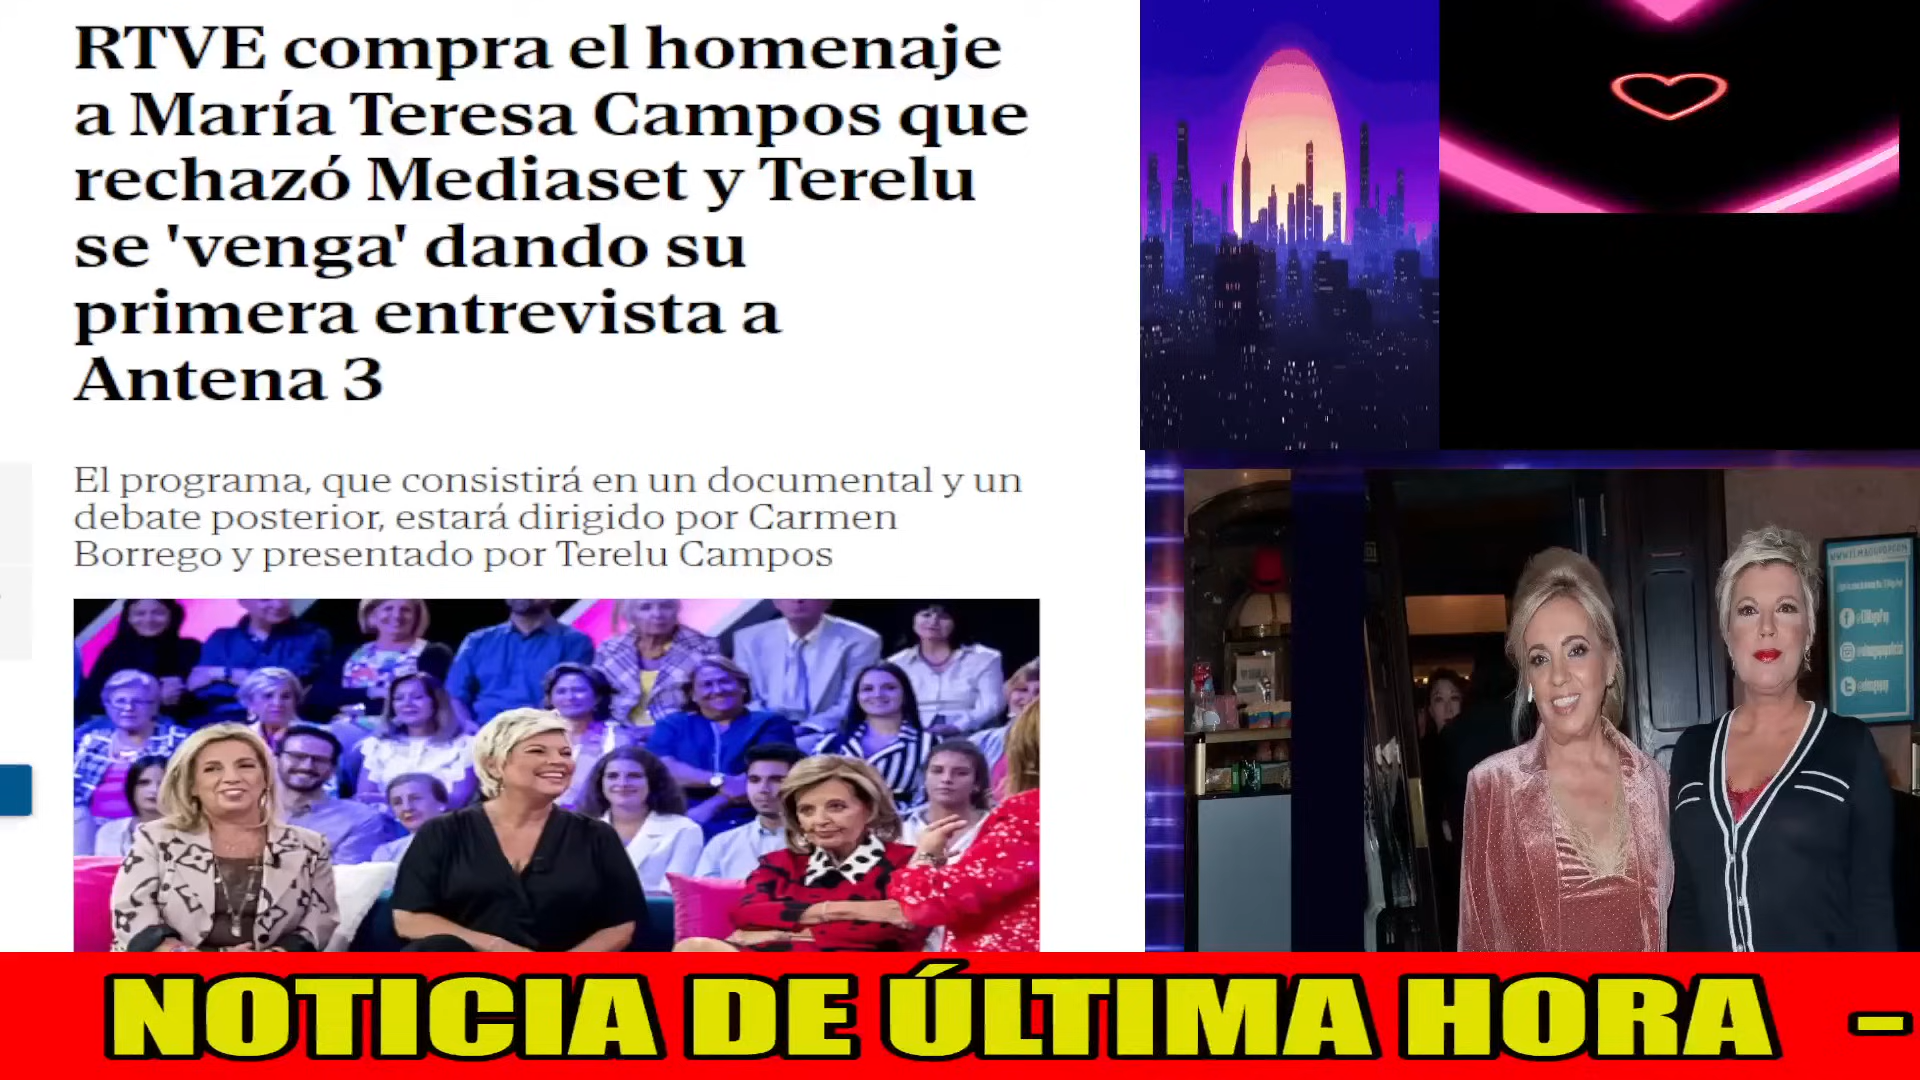 RTVE compra el homenaje
a María Teresa Campos que
rechazó Mediaset y Terelu
se 'venga' dando su
primera entrevista a
Antena 3
El programa, que consistirá en un documental y un
debate posterior, estará dirigido por Carmen
Borrego y presentado por Terelu Campos
NOTICIA DE ÚLTIMA HORA -